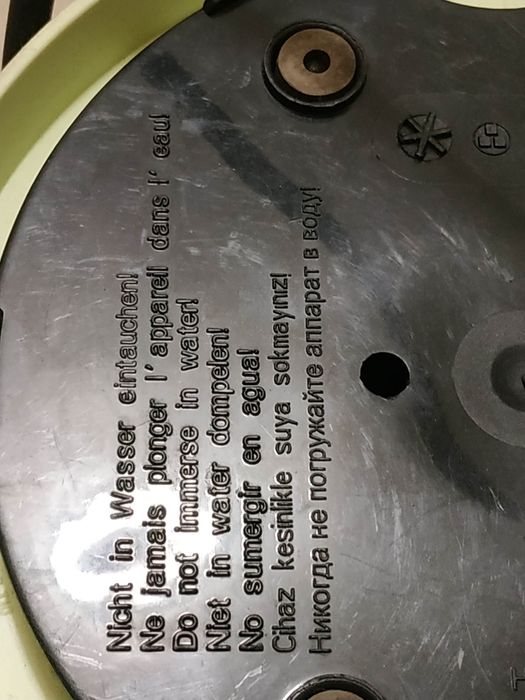 Nicht in Wasser eintauchen!
Ne jamais plonger l'appareil dans l' eau!
Do not immerse in water!
Niet in water dompelen!
No sumergir en agua!
Cihaz kesinlikle suya sokmayınız!
Никогда не погружайте аппарат в воду!